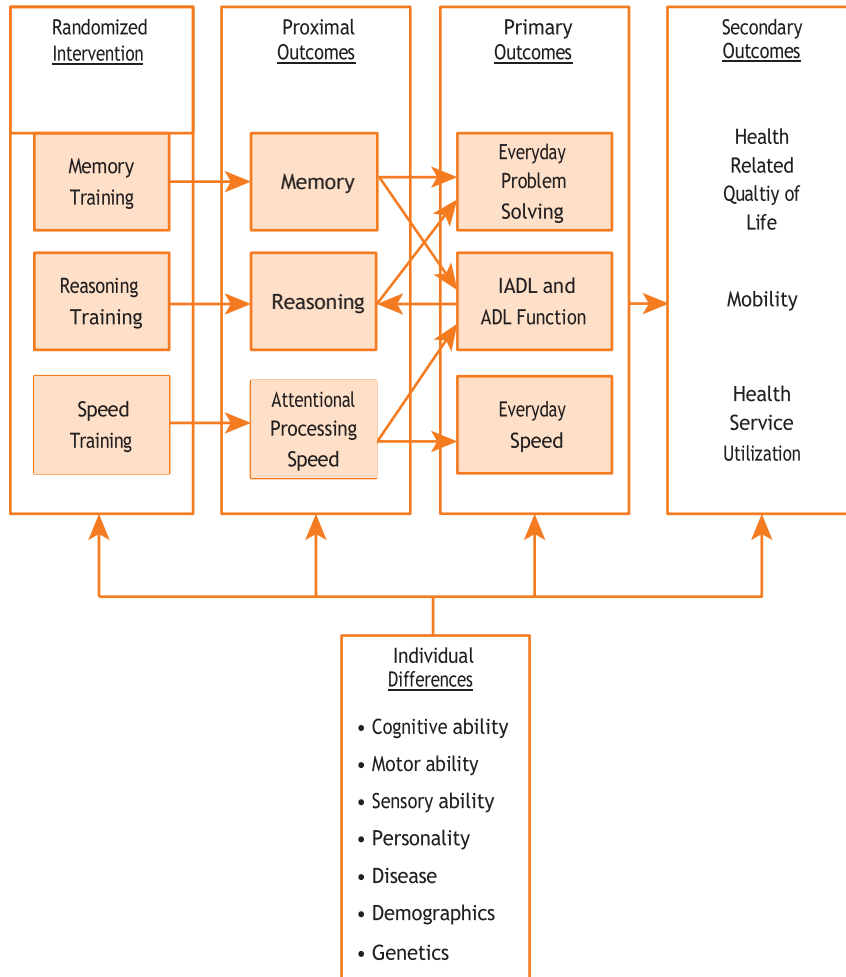 Randomized
Intervention
Memory
Training
Reasoning
Training
Speed
Training
Proximal
Outcomes
Memory
Reasoning
Attentional
Processing
Speed
Primary
Outcomes
Everyday
Problem
Solving
IADL and
ADL Function
Everyday
Speed
Secondary
Outcomes
Health
Related
Qualtiy of
Life
Mobility
Health
Service
Utilization
Individual
Differences
• Cognitive ability
• Motor ability
• Sensory ability
• Personality
• Disease
• Demographics
• Genetics